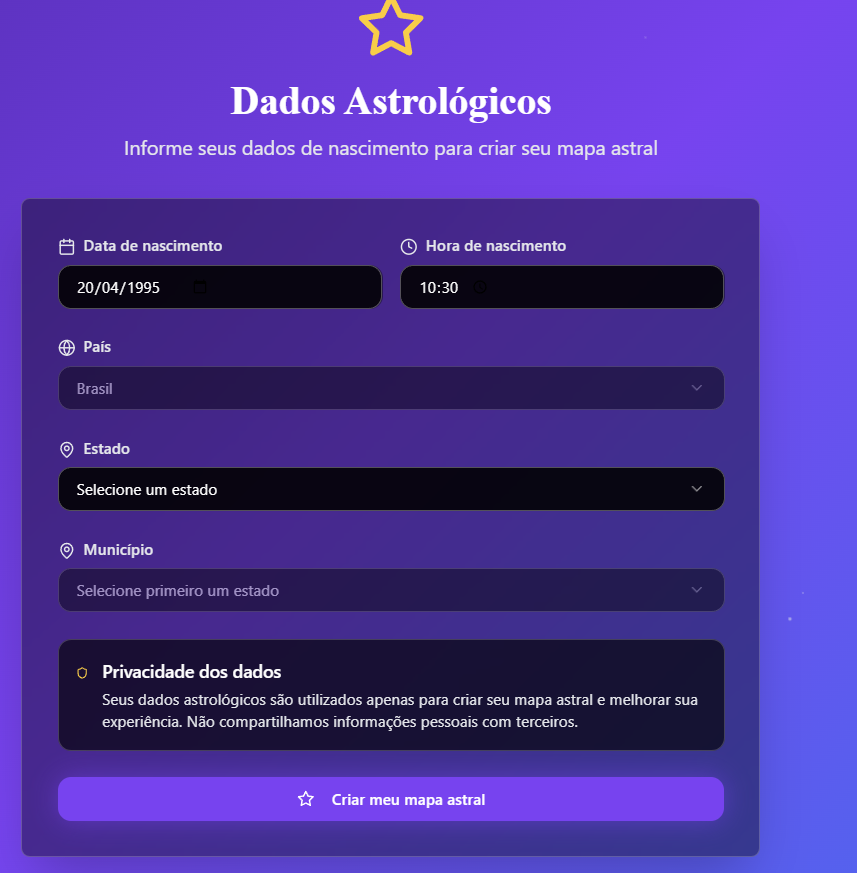 Dados Astrológicos
Informe seus dados de nascimento para criar seu mapa astral
Data de nascimento
Hora de nascimento
20/04/1995
10:30
País
Brasil
Estado
Selecione um estado
Município
Selecione primeiro um estado
Privacidade dos dados
Seus dados astrológicos são utilizados apenas para criar seu mapa astral e melhorar sua
experiência. Não compartilhamos informações pessoais com terceiros.
Criar meu mapa astral